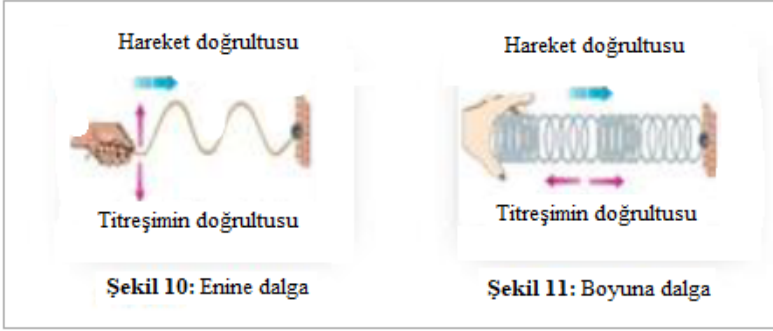 Hareket doğrultusu
Titreşimin doğrultusu
Şekil 10: Enine dalga
Hareket doğrultusu
Titreşimin doğrultusu
Şekil 11: Boyuna dalga